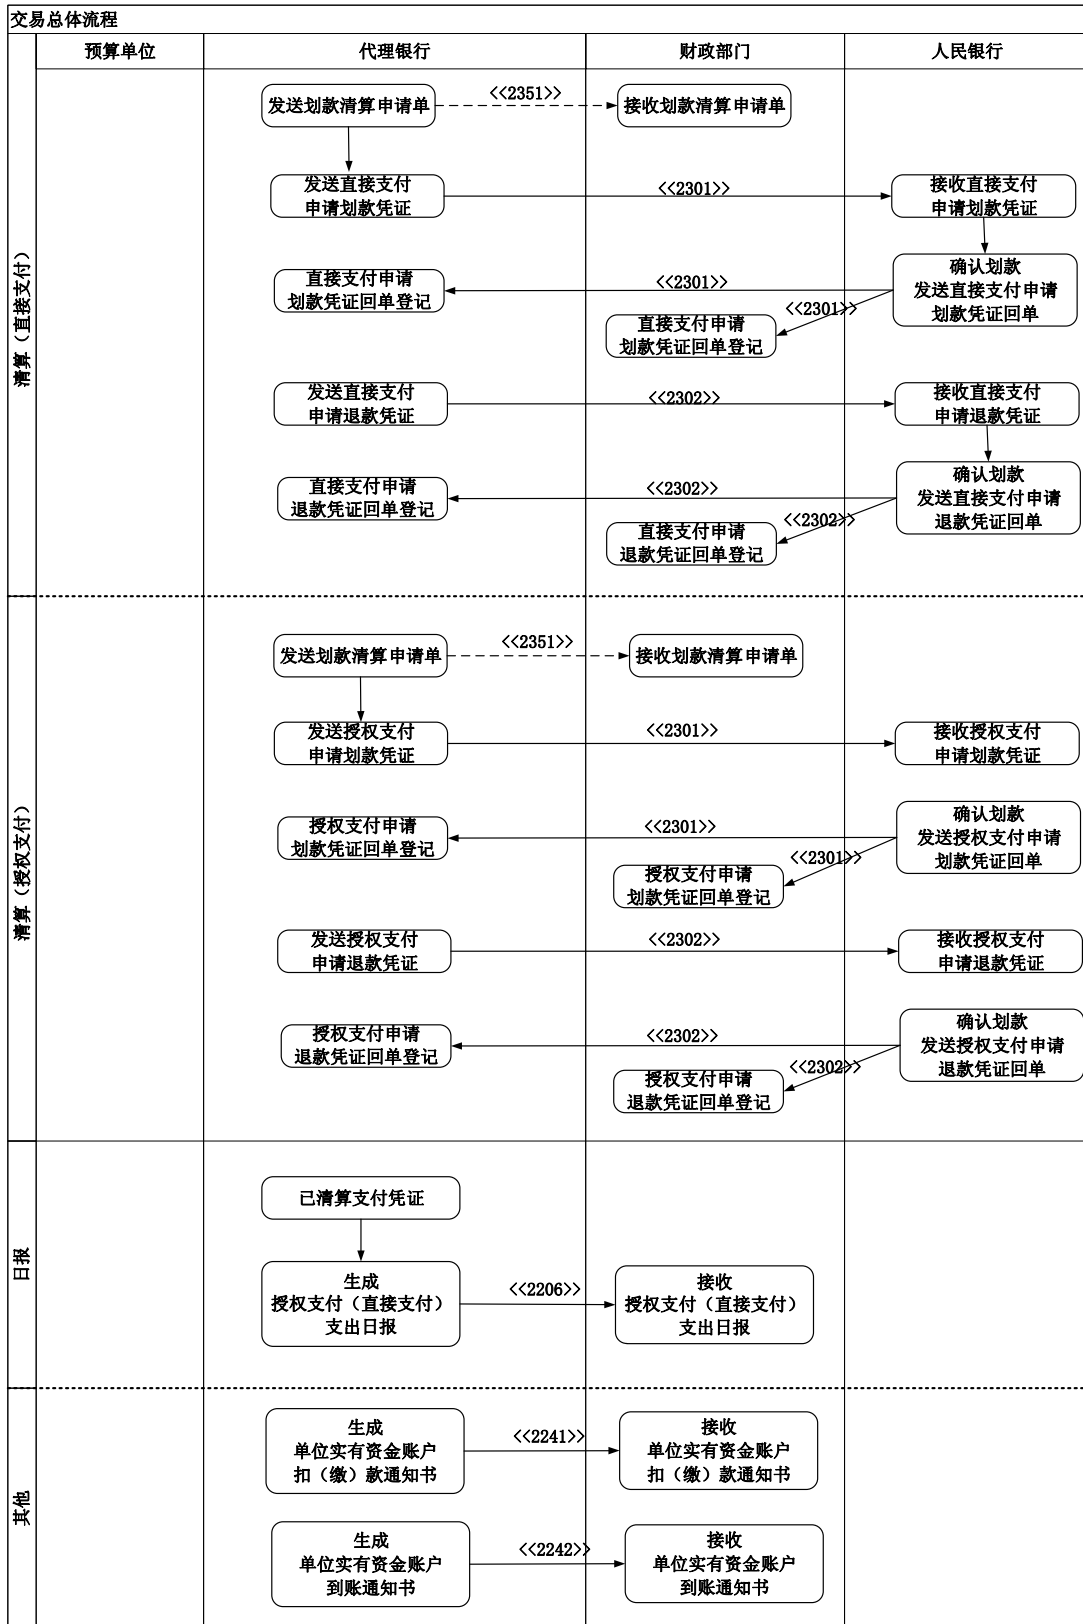 交易总体流程
预算单位
代理银行
财政部门
人民银行
清算（直接支付）
发送划款清算申请单
<<2351>>
接收划款清算申请单
发送直接支付
申请划款凭证
<<2301>>
接收直接支付
申请划款凭证
直接支付申请
划款凭证回单登记
<<2301>>
确认划款
发送直接支付申请
划款凭证回单
<<2301>>
直接支付申请
划款凭证回单登记
发送直接支付
申请退款凭证
<<2302>>
接收直接支付
申请退款凭证
直接支付申请
退款凭证回单登记
<<2302>>
确认划款
发送直接支付申请
退款凭证回单
<<2302>>
直接支付申请
退款凭证回单登记
清算（授权支付）
发送划款清算申请单
<<2351>>
接收划款清算申请单
发送授权支付
申请划款凭证
<<2301>>
接收授权支付
申请划款凭证
授权支付申请
划款凭证回单登记
<<2301>>
确认划款
发送授权支付申请
划款凭证回单
<<2301>>
授权支付申请
划款凭证回单登记
发送授权支付
申请退款凭证
<<2302>>
接收授权支付
申请退款凭证
授权支付申请
退款凭证回单登记
<<2302>>
确认划款
发送授权支付申请
退款凭证回单
<<2302>>
授权支付申请
退款凭证回单登记
日报
已清算支付凭证
生成
授权支付（直接支付）
支出日报
<<2206>>
接收
授权支付（直接支付）
支出日报
其他
生成
单位实有资金账户
扣（缴）款通知书
<<2241>>
接收
单位实有资金账户
扣（缴）款通知书
生成
单位实有资金账户
到账通知书
<<2242>>
接收
单位实有资金账户
到账通知书